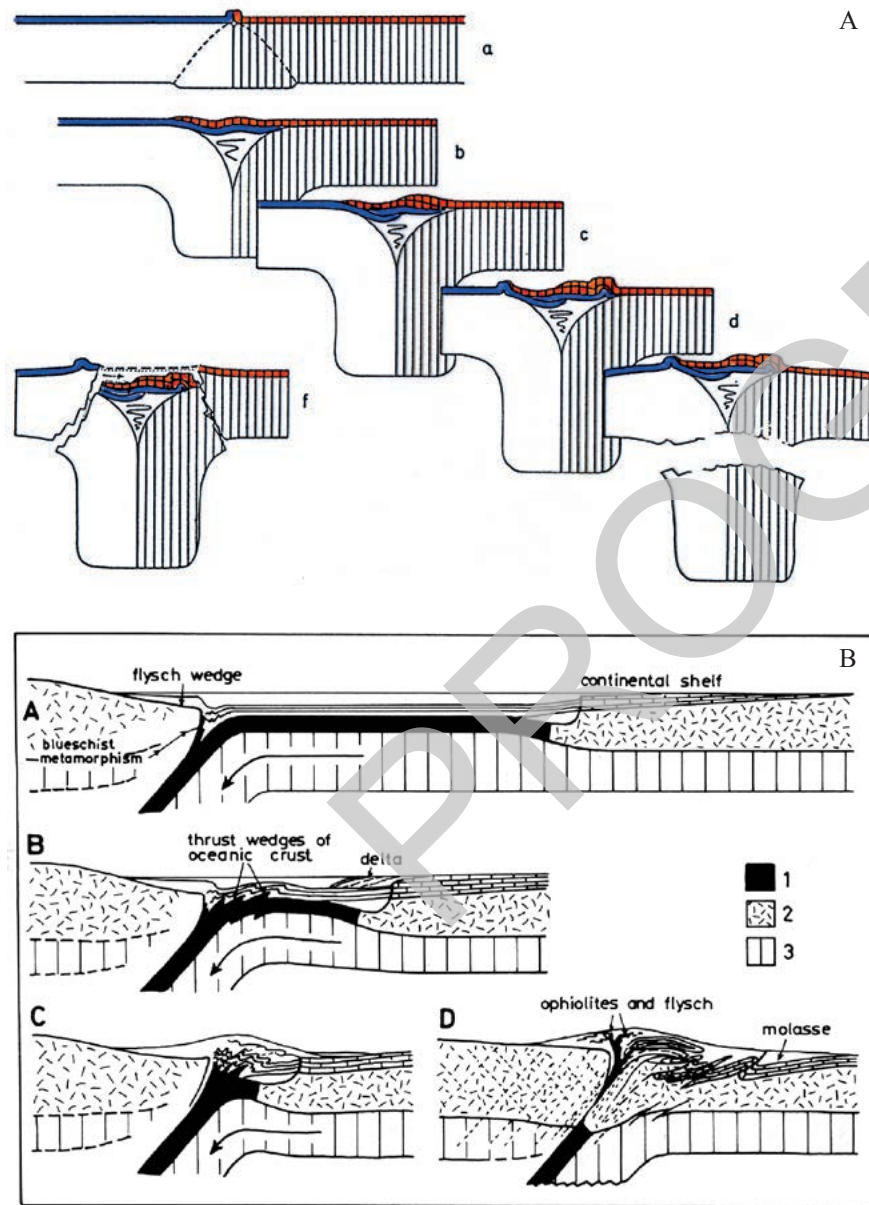 A
a
b
c
d
f
B
flysch wedge
continental shelf
A
blueschist
metamorphism
B
thrust wedges of
oceanic crust
delta
1
2
3
C
D
ophiolites and flysch
molasse
PROO